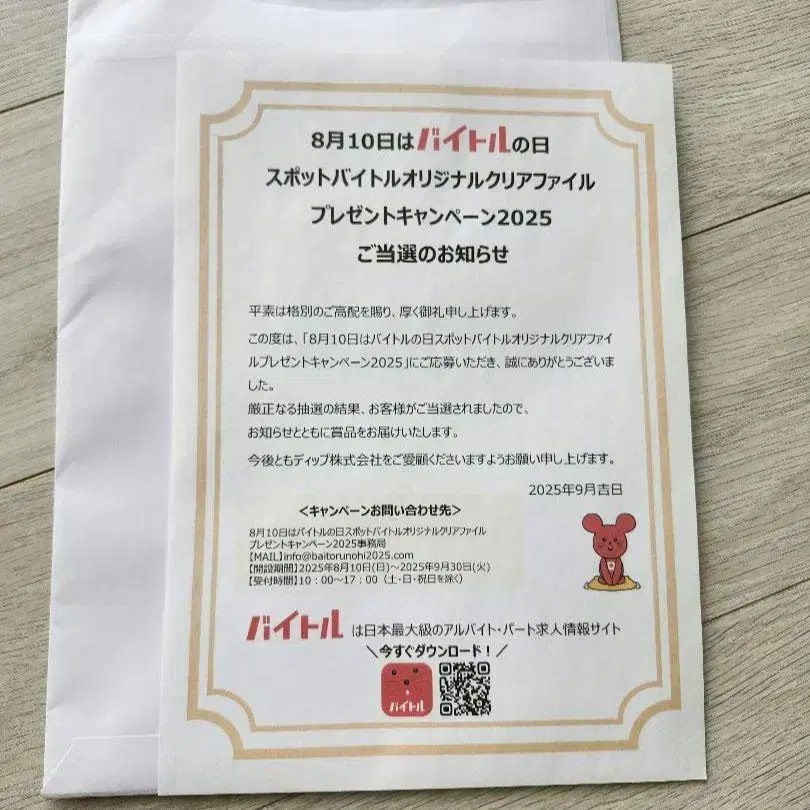 8月10日はバイトルの日
スポットバイトルオリジナルクリアファイル
プレゼントキャンペーン2025
ご当選のお知らせ
平素は格別のご高配を賜り、厚く御礼申し上げます。
この度は、「8月10日はバイトルの日スポットバイトルオリジナルクリアファイ
ルプレゼントキャンペーン2025」にご応募いただき、誠にありがとうございま
した。
厳正なる抽選の結果、お客様がご当選されましたので、
お知らせとともに賞品をお届けいたします。
今後ともディップ株式会社をご愛顧くださいますようお願い申し上げます。
2025年9月吉日
＜キャンペーンお問い合わせ先＞
8月10日はバイトルの日スポットバイトルオリジナルクリアファイル
プレゼントキャンペーン2025事務局
【MAIL】info@baitorunohi2025.com
【開設期間】2025年8月10日(日)～2025年9月30日(火)
【受付時間】10：00～17：00（土・日・祝日を除く）
バイトルは日本最大級のアルバイト・パート求人情報サイト
＼今すぐダウンロード！／
バイトル